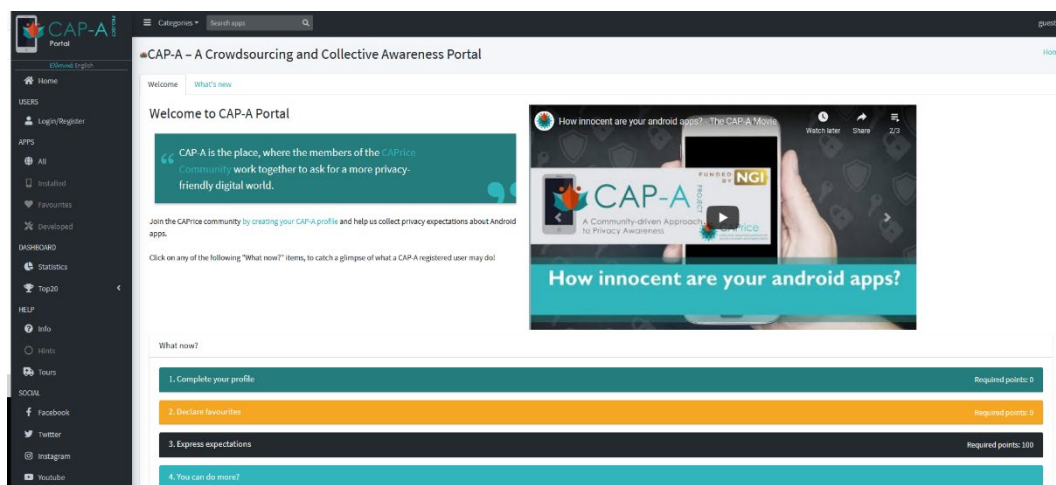 CAP-A PROJECT
Portal
Ελληνικά English
Home
USERS
Login/Register
APPS
All
Installed
Favourites
Developed
DASHBOARD
Statistics
Top20
HELP
Info
Hints
Tours
SOCIAL
Facebook
Twitter
Instagram
Youtube
Categories
Search apps
guest
CAP-A – A Crowdsourcing and Collective Awareness Portal
Hom
Welcome
What's new
Welcome to CAP-A Portal
“ CAP-A is the place, where the members of the CAPrice
Community work together to ask for a more privacy-
friendly digital world. ”
Join the CAPrice community by creating your CAP-A profile and help us collect privacy expectations about Android
apps.
Click on any of the following "What now?" items, to catch a glimpse of what a CAP-A registered user may do!
How innocent are your android apps? - The CAP-A Movie
Watch later
Share
2/3
FUNDED BY NGI
CAP-A PROJECT
A Community-driven Approach
to Privacy Awareness
CAPrice
How innocent are your android apps?
What now?
1. Complete your profile
Required points: 0
2. Declare favourites
Required points: 0
3. Express expectations
Required points: 100
4. You can do more?